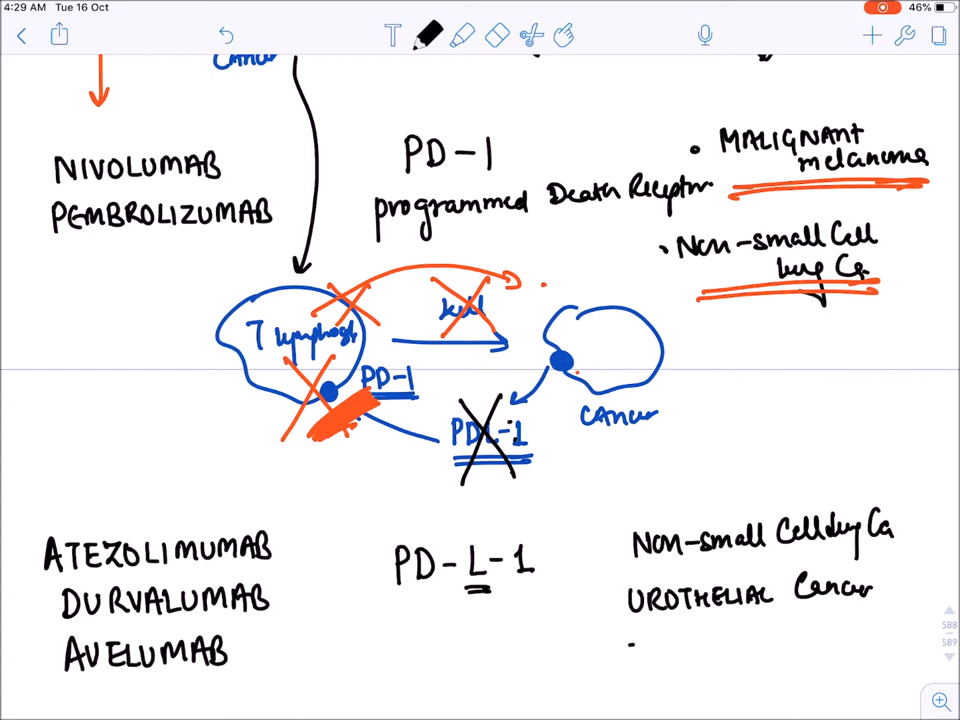 4:29 AM Tue 16 Oct
46%
T
CANCER
NIVOLUMAB
PEMBROLIZUMAB
PD-1
programmed Death Receptor
• MALIGNANT
melanoma
• Non-small Cell
lung Ca
T lymphocyte
kill
PD-1
PDL-1
CANCER
ATEZOLIMUMAB
DURVALUMAB
AVELUMAB
PD-L-1
Non-small Cell lung Ca
UROTHELIAL Cancer
588
589